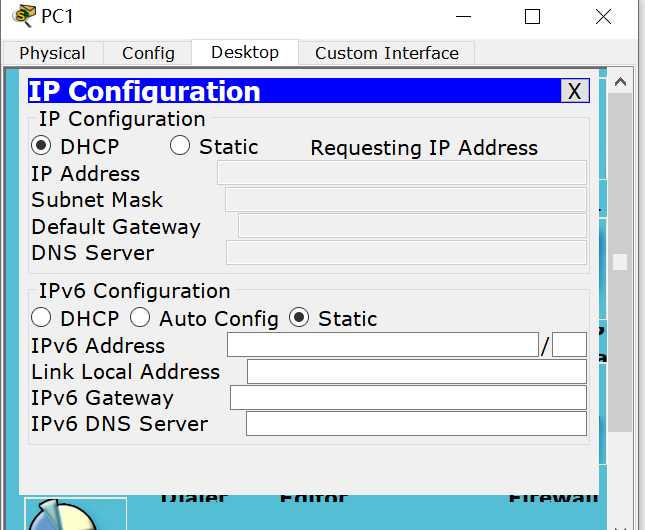 PC1
Physical Config Desktop Custom Interface
IP Configuration X
IP Configuration
DHCP Static Requesting IP Address
IP Address
Subnet Mask
Default Gateway
DNS Server
IPv6 Configuration
DHCP Auto Config Static
IPv6 Address /
Link Local Address
IPv6 Gateway
IPv6 DNS Server
Dialer Editor Firewall